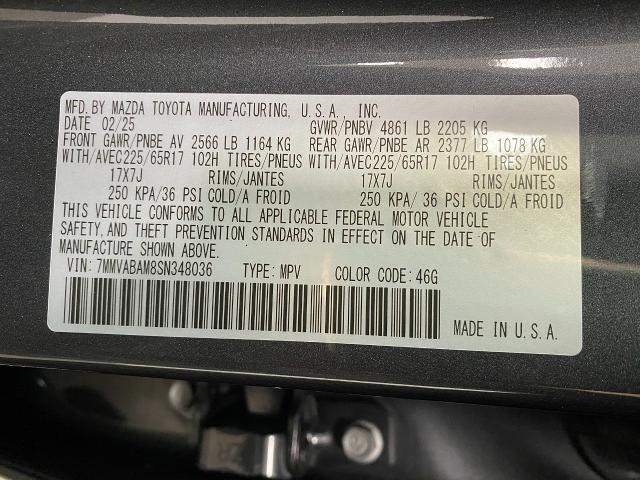 MFD. BY MAZDA TOYOTA MANUFACTURING, U.S.A., INC.
DATE 02/25 GVWR/PNBV 4861 LB 2205 KG
FRONT GAWR/PNBE AV 2566 LB 1164 KG REAR GAWR/PNBE AR 2377 LB 1078 KG
WITH/AVEC225/65R17 102H TIRES/PNEUS WITH/AVEC225/65R17 102H TIRES/PNEUS
17X7J RIMS/JANTES 17X7J RIMS/JANTES
250 KPA/36 PSI COLD/A FROID 250 KPA/ 36 PSI COLD/A FROID
THIS VEHICLE CONFORMS TO ALL APPLICABLE FEDERAL MOTOR VEHICLE
SAFETY, AND THEFT PREVENTION STANDARDS IN EFFECT ON THE DATE OF
MANUFACTURE SHOWN ABOVE.
VIN: 7MMVABAM8SN348036 TYPE: MPV COLOR CODE: 46G
MADE IN U.S.A.